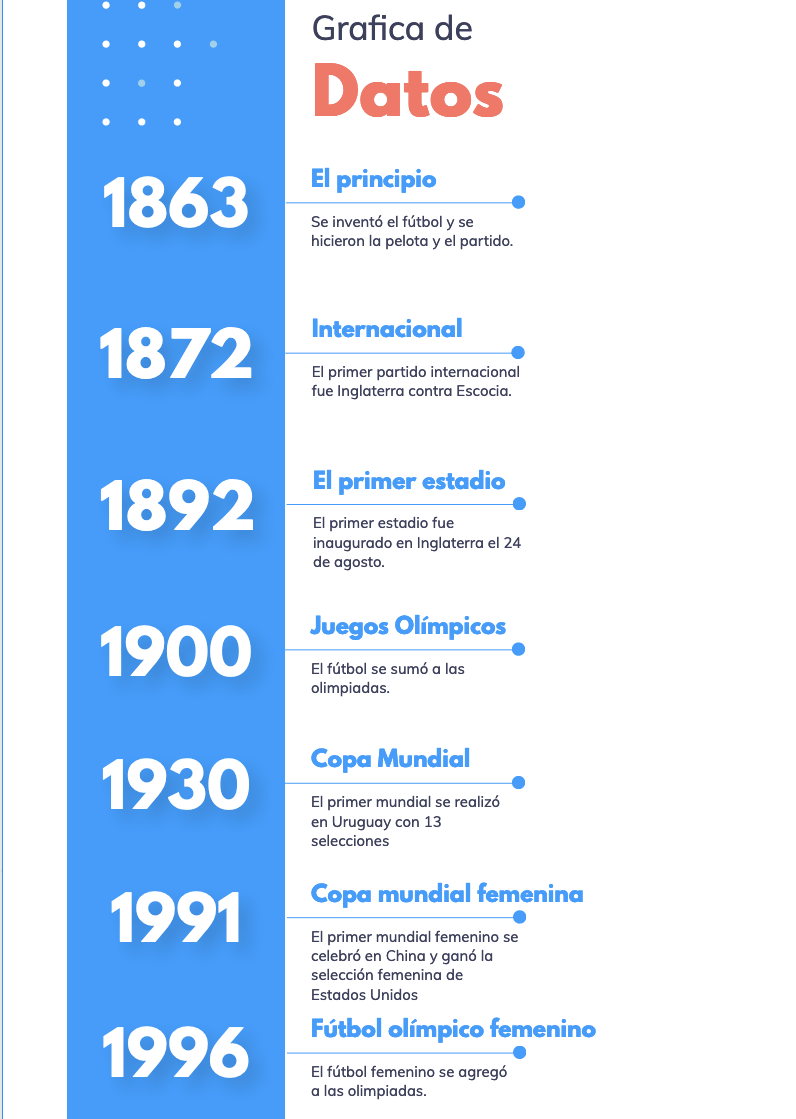 Grafica de
Datos
1863
El principio
Se inventó el fútbol y se
hicieron la pelota y el partido.
1872
Internacional
El primer partido internacional
fue Inglaterra contra Escocia.
1892
El primer estadio
El primer estadio fue
inaugurado en Inglaterra el 24
de agosto.
1900
Juegos Olímpicos
El fútbol se sumó a las
olimpiadas.
1930
Copa Mundial
El primer mundial se realizó
en Uruguay con 13
selecciones
1991
Copa mundial femenina
El primer mundial femenino se
celebró en China y ganó la
selección femenina de
Estados Unidos
1996
Fútbol olímpico femenino
El fútbol femenino se agregó
a las olimpiadas.